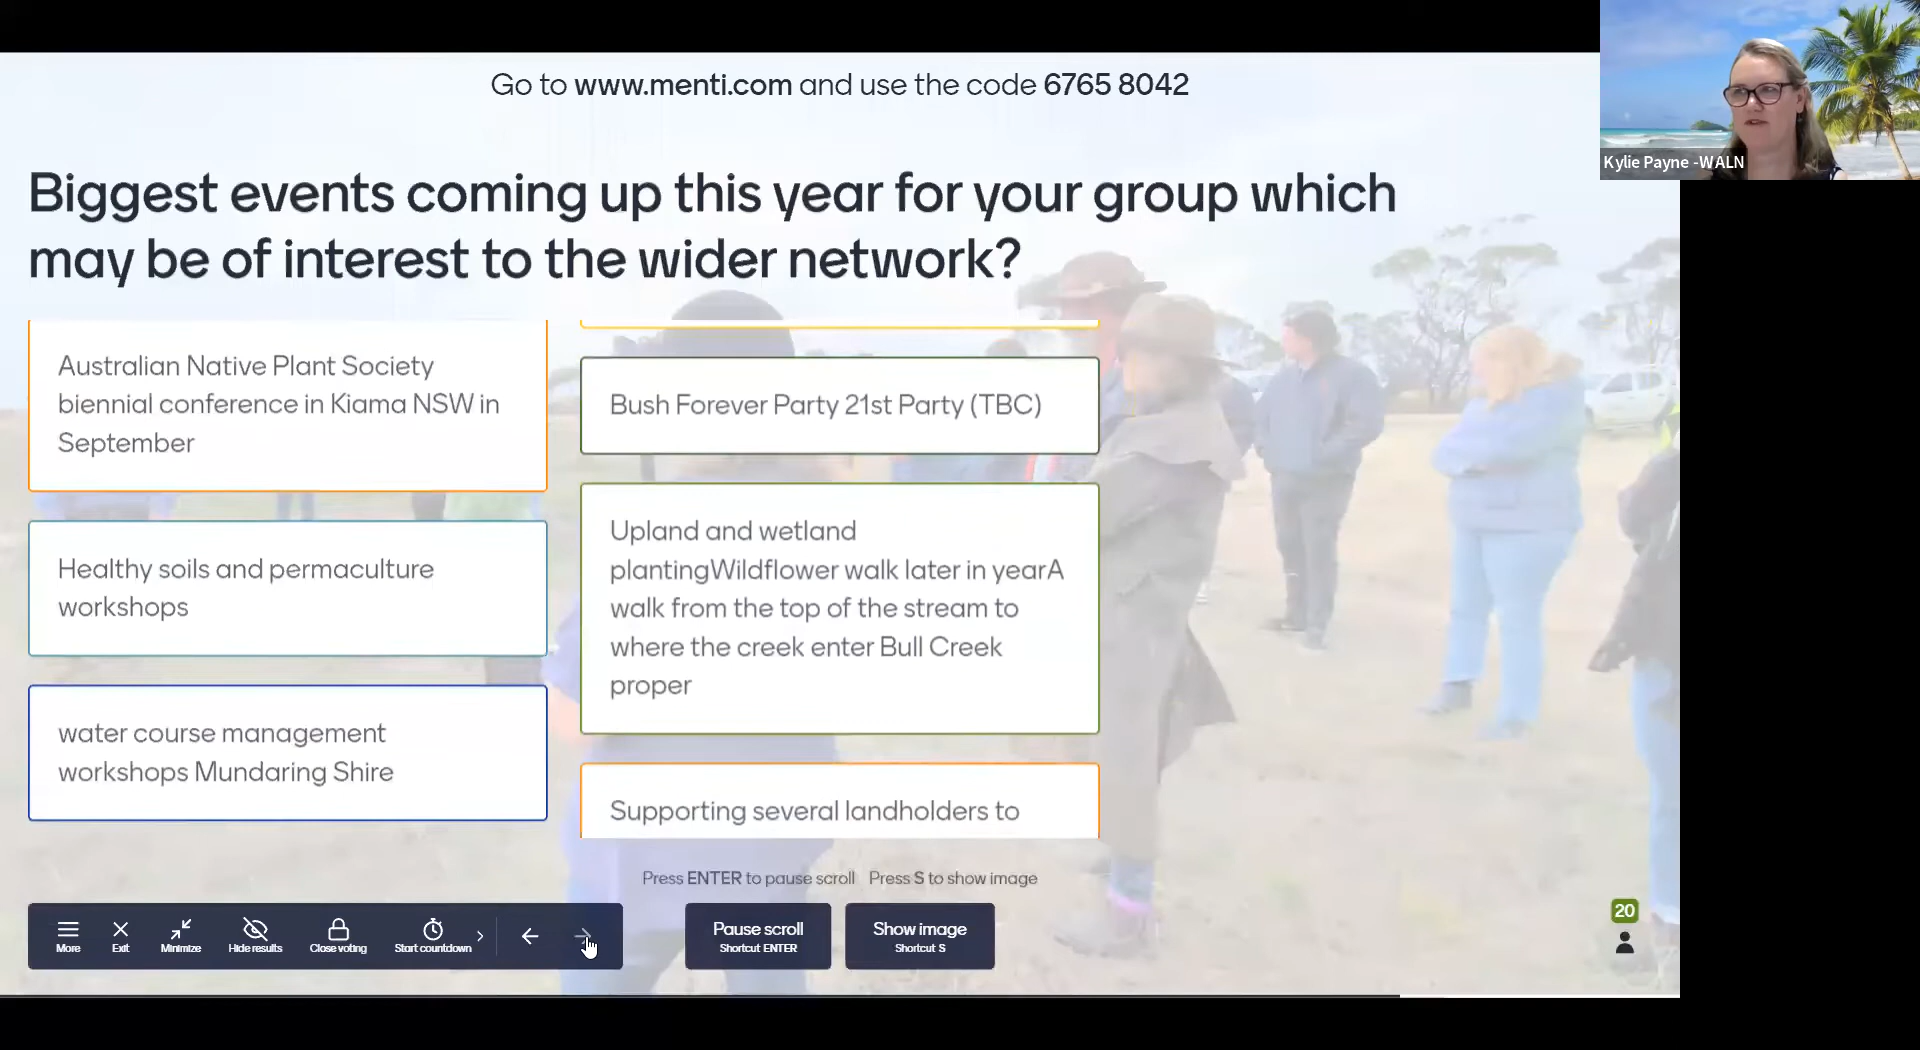 Go to www.menti.com and use the code 6765 8042
Kylie Payne -WALN
Biggest events coming up this year for your group which
may be of interest to the wider network?
Australian Native Plant Society
biennial conference in Kiama NSW in
September
Healthy soils and permaculture
workshops
water course management
workshops Mundaring Shire
Bush Forever Party 21st Party (TBC)
Upland and wetland
plantingWildflower walk later in yearA
walk from the top of the stream to
where the creek enter Bull Creek
proper
Supporting several landholders to
Press ENTER to pause scroll Press S to show image
More
Exit
Minimize
Hide results
Close voting
Start countdown
Pause scroll
Shortcut ENTER
Show image
Shortcut S
20